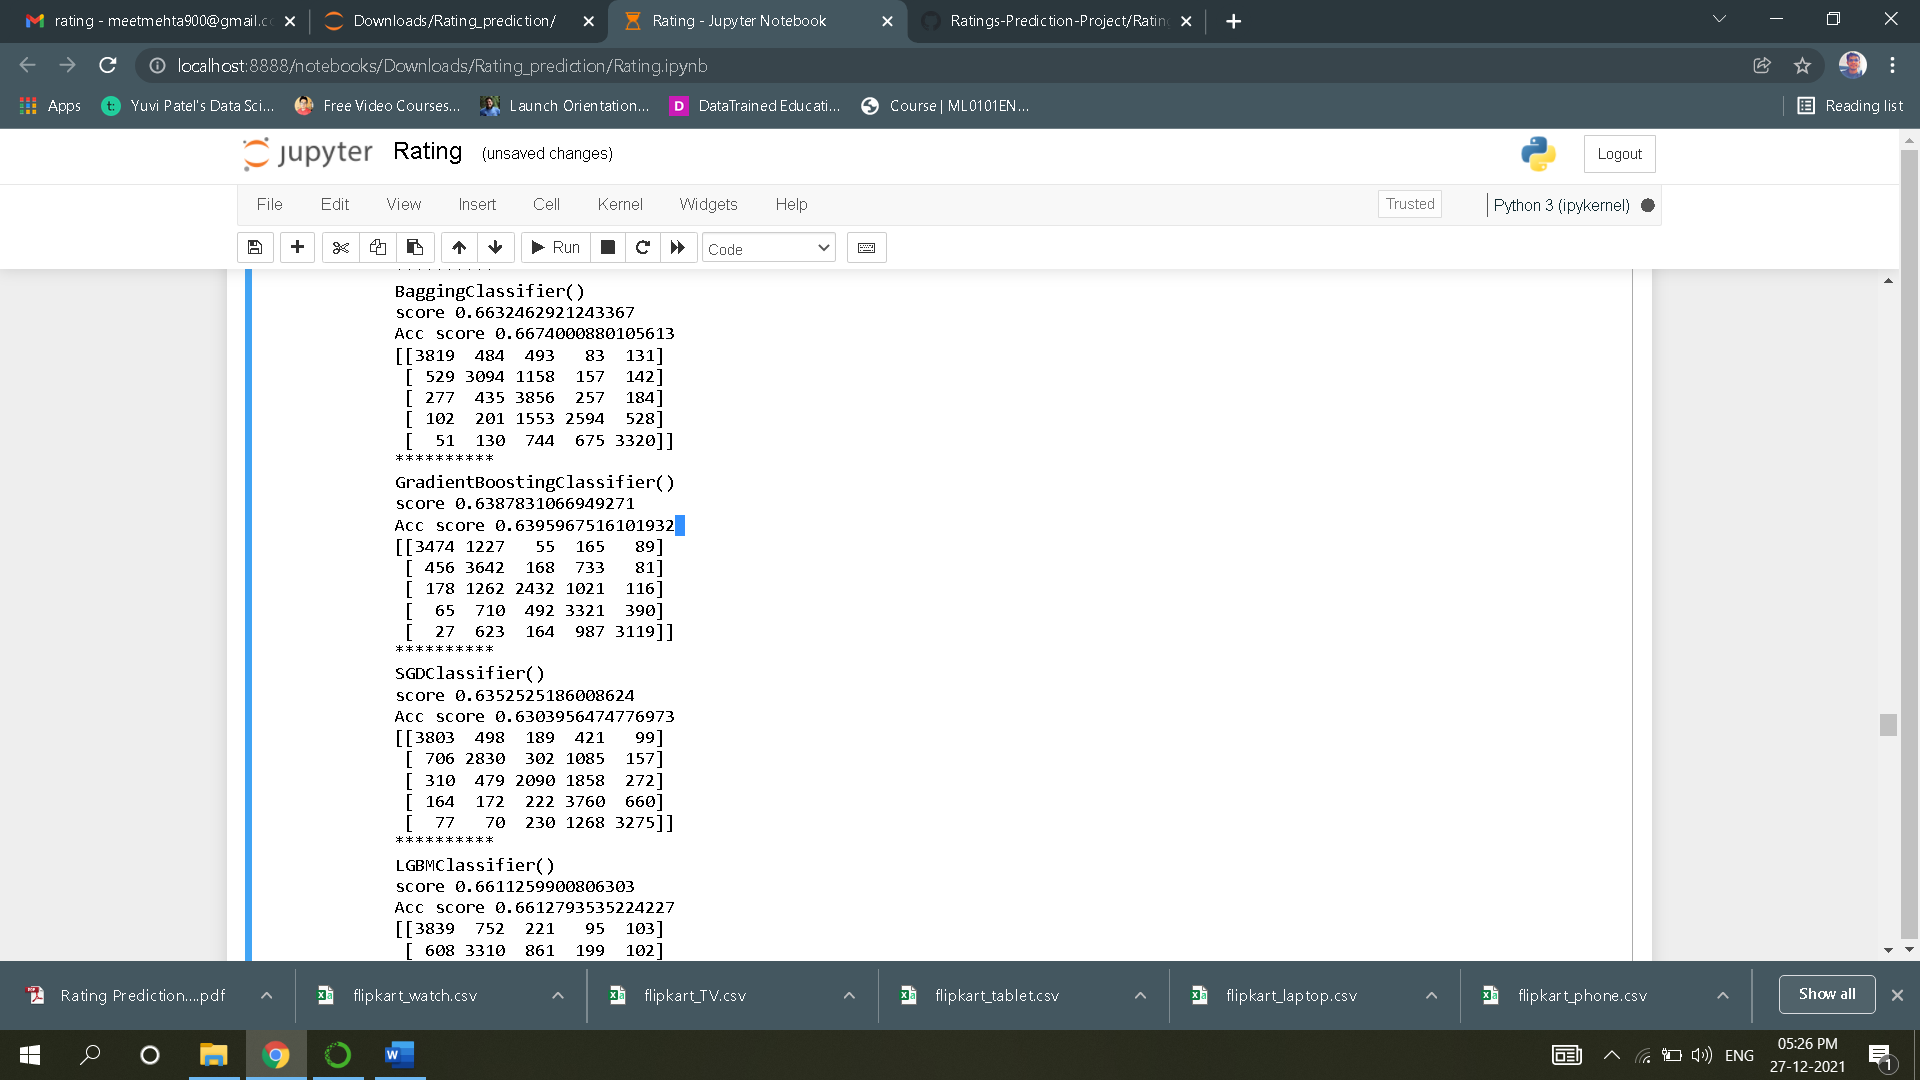 rating - meetmehta900@gmail.c
Downloads/Rating_prediction/
Rating - Jupyter Notebook
Ratings-Prediction-Project/Ratin
localhost:8888/notebooks/Downloads/Rating_prediction/Rating.ipynb
Apps
Yuvi Patel's Data Sci...
Free Video Courses...
Launch Orientation...
D DataTrained Educati...
Course | ML0101EN...
Reading list
jupyter Rating (unsaved changes)
Logout
File Edit View Insert Cell Kernel Widgets Help
Trusted
Python 3 (ipykernel)
Run
Code
**********
BaggingClassifier()
score 0.6632462921243367
Acc score 0.6674000880105613
[[3819 484 493 83 131]
[ 529 3094 1158 157 142]
[ 277 435 3856 257 184]
[ 102 201 1553 2594 528]
[ 51 130 744 675 3320]]
**********
GradientBoostingClassifier()
score 0.6387831066949271
Acc score 0.6395967516101932
[[3474 1227 55 165 89]
[ 456 3642 168 733 81]
[ 178 1262 2432 1021 116]
[ 65 710 492 3321 390]
[ 27 623 164 987 3119]]
**********
SGDClassifier()
score 0.6352525186008624
Acc score 0.6303956474776973
[[3803 498 189 421 99]
[ 706 2830 302 1085 157]
[ 310 479 2090 1858 272]
[ 164 172 222 3760 660]
[ 77 70 230 1268 3275]]
**********
LGBMClassifier()
score 0.6611259900806303
Acc score 0.6612793535224227
[[3839 752 221 95 103]
[ 608 3310 861 199 102]
Rating Prediction....pdf
flipkart_watch.csv
flipkart_TV.csv
flipkart_tablet.csv
flipkart_laptop.csv
flipkart_phone.csv
Show all
ENG
05:26 PM
27-12-2021
1